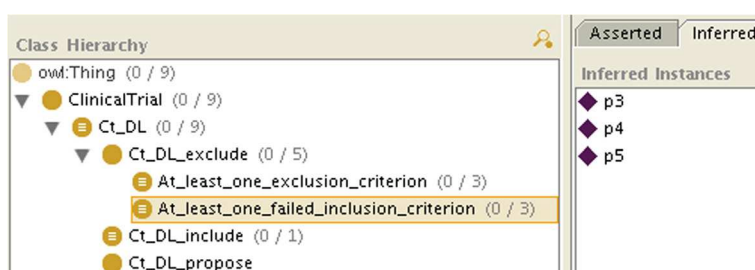 Class Hierarchy
owl:Thing (0 / 9)
ClinicalTrial (0 / 9)
Ct_DL (0 / 9)
Ct_DL_exclude (0 / 5)
At_least_one_exclusion_criterion (0 / 3)
At_least_one_failed_inclusion_criterion (0 / 3)
Ct_DL_include (0 / 1)
Ct_DL_propose
Asserted Inferred
Inferred Instances
p3
p4
p5